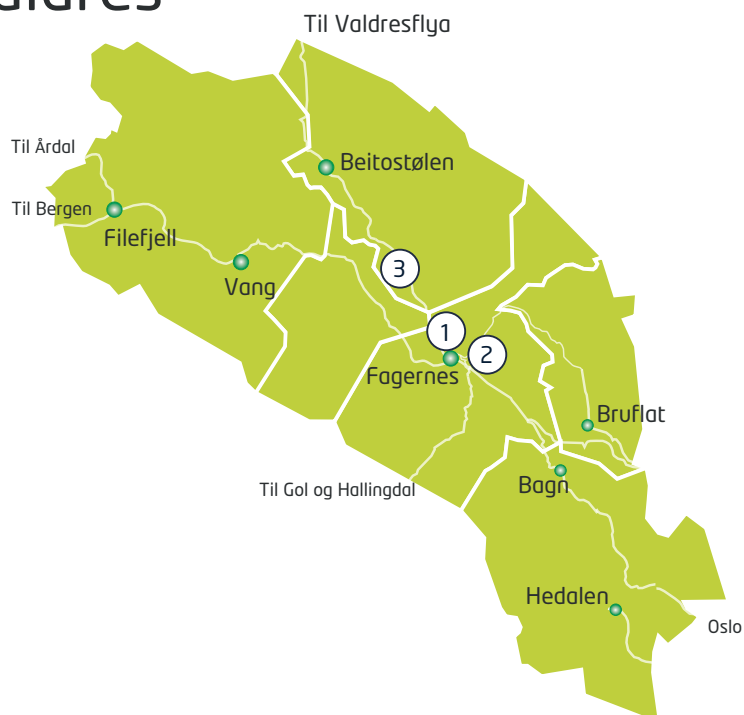 Til Valdresflya
Til Årdal
Beitostølen
Til Bergen
Filefjell
Vang
3
1
2
Fagernes
Bruflat
Til Gol og Hallingdal
Bagn
Hedalen
Oslo